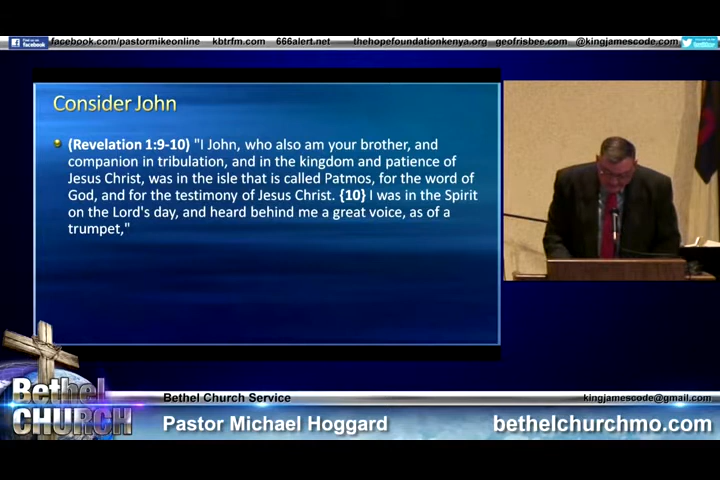 Find us on facebook
facebook.com/pastormikeonline kbtrfm.com 666alert.net thehopefoundationkenya.org geofrisbee.com @kingjamescode.com
Consider John
(Revelation 1:9-10) "I John, who also am your brother, and
companion in tribulation, and in the kingdom and patience of
Jesus Christ, was in the isle that is called Patmos, for the word of
God, and for the testimony of Jesus Christ. {10} I was in the Spirit
on the Lord's day, and heard behind me a great voice, as of a
trumpet,"
Bethel
CHURCH
Bethel Church Service
kingjamescode@gmail.com
Pastor Michael Hoggard
bethelchurchmo.com